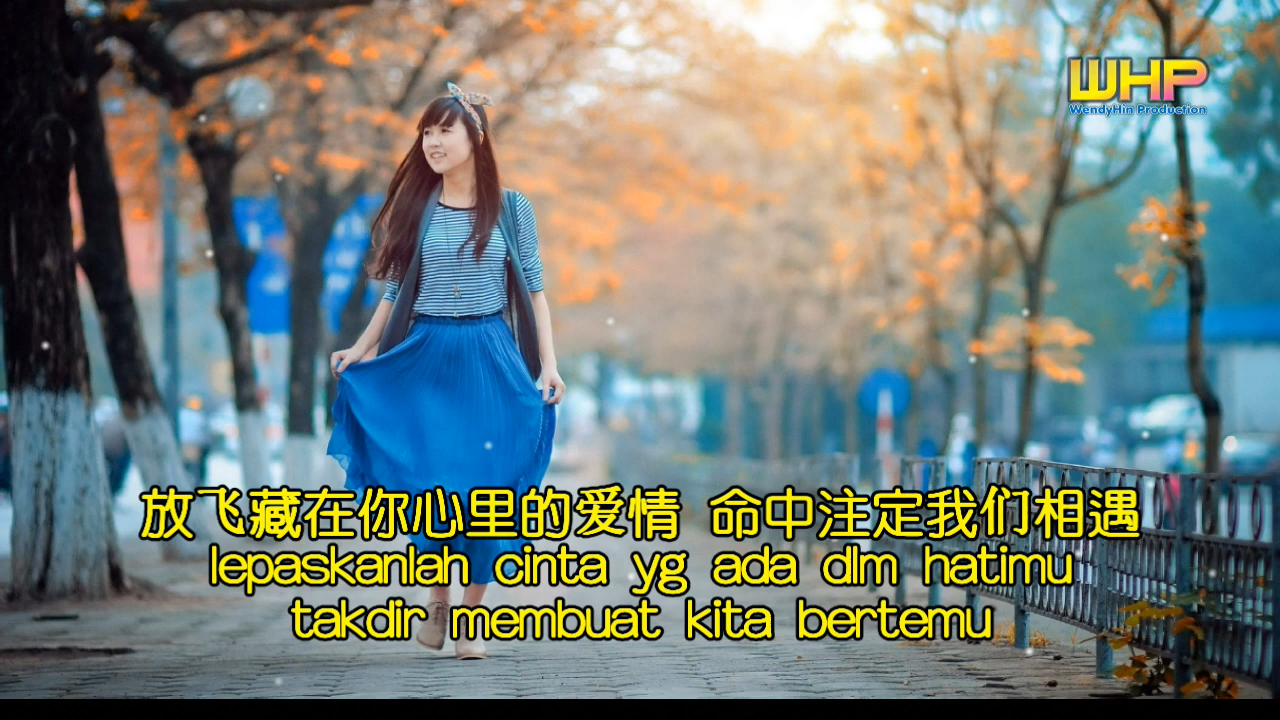 WHP
WendyHin Production
放飞藏在你心里的爱情 命中注定我们相遇
lepaskanlah cinta yg ada dlm hatimu
takdir membuat kita bertemu